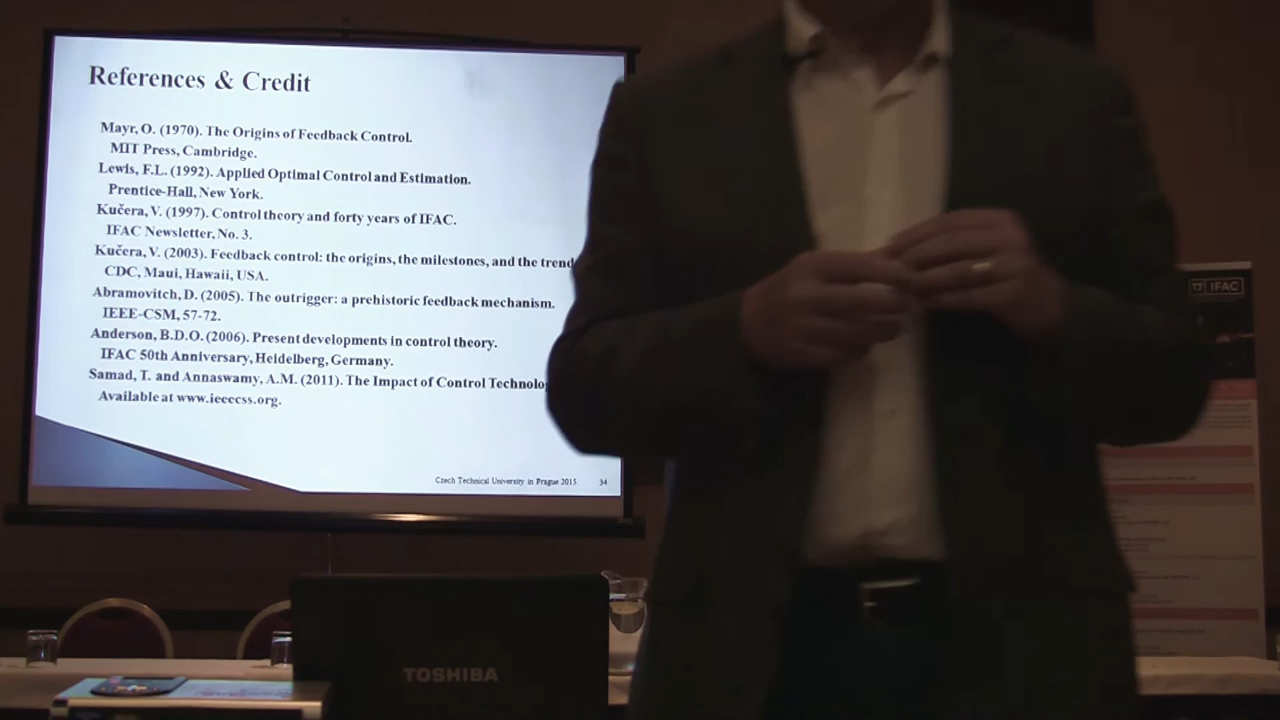 References & Credit
Mayr, O. (1970). The Origins of Feedback Control.
MIT Press, Cambridge.
Lewis, F.L. (1992). Applied Optimal Control and Estimation.
Prentice-Hall, New York.
Kučera, V. (1997). Control theory and forty years of IFAC.
IFAC Newsletter, No. 3.
Kučera, V. (2003). Feedback control: the origins, the milestones, and the trend
CDC, Maui, Hawaii, USA.
Abramovitch, D. (2005). The outrigger: a prehistoric feedback mechanism.
IEEE-CSM, 57-72.
Anderson, B.D.O. (2006). Present developments in control theory.
IFAC 50th Anniversary, Heidelberg, Germany.
Samad, T. and Annaswamy, A.M. (2011). The Impact of Control Technolo
Available at www.ieeecss.org.
Czech Technical University in Prague 2015 34
IFAC
TOSHIBA